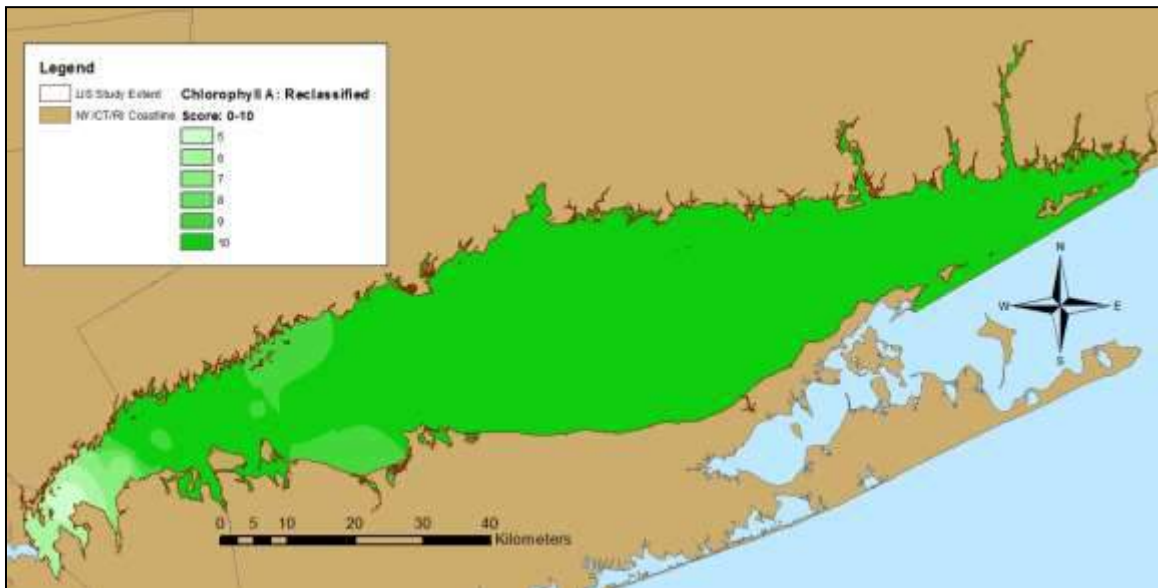 Legend
LIS Study Extent
NY/CT/RI Coastline
Chlorophyll A: Reclassified
Score: 0-10
5
6
7
8
9
10
N
W E
S
0 5 10 20 30 40
Kilometers